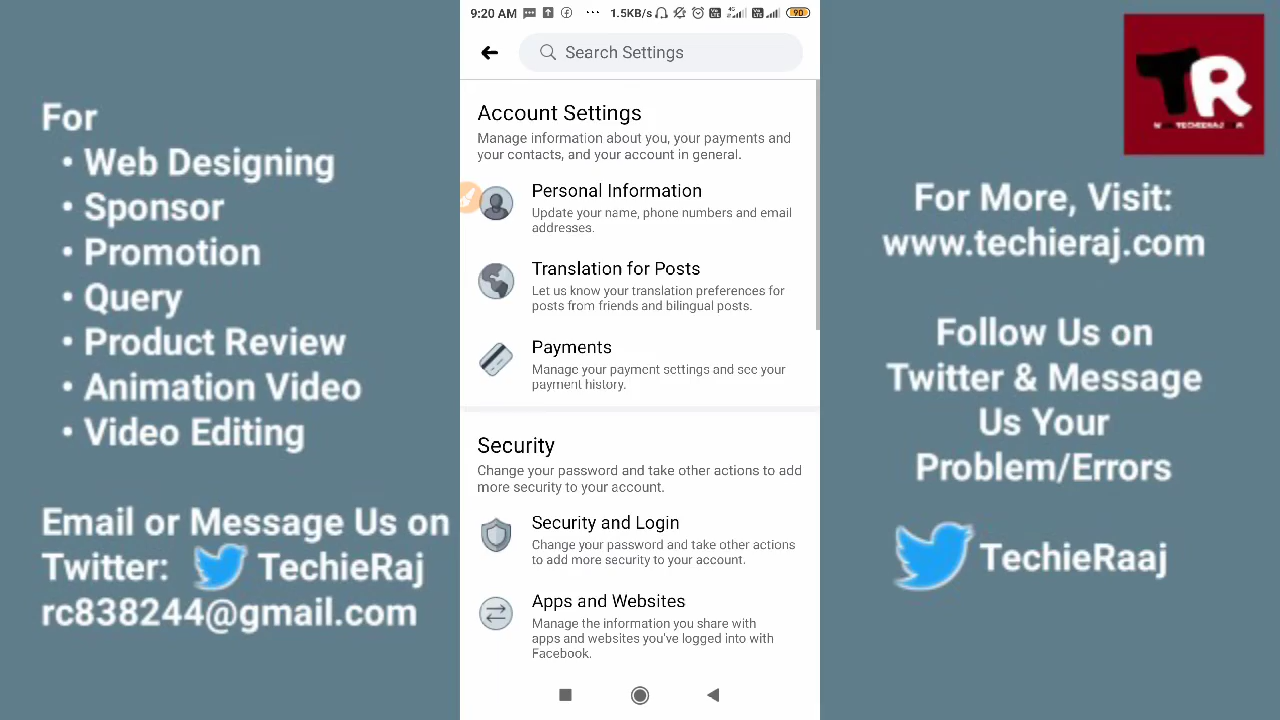 For
• Web Designing
• Sponsor
• Promotion
• Query
• Product Review
• Animation Video
• Video Editing
Email or Message Us on
Twitter: TechieRaj
rc838244@gmail.com
9:20 AM ... 1.5KB/s 4G 90
Search Settings
Account Settings
Manage information about you, your payments and
your contacts, and your account in general.
Personal Information
Update your name, phone numbers and email
addresses.
Translation for Posts
Let us know your translation preferences for
posts from friends and bilingual posts.
Payments
Manage your payment settings and see your
payment history.
Security
Change your password and take other actions to add
more security to your account.
Security and Login
Change your password and take other actions
to add more security to your account.
Apps and Websites
Manage the information you share with
apps and websites you've logged into with
Facebook.
TR
For More, Visit:
www.techieraj.com
Follow Us on
Twitter & Message
Us Your
Problem/Errors
TechieRaaj